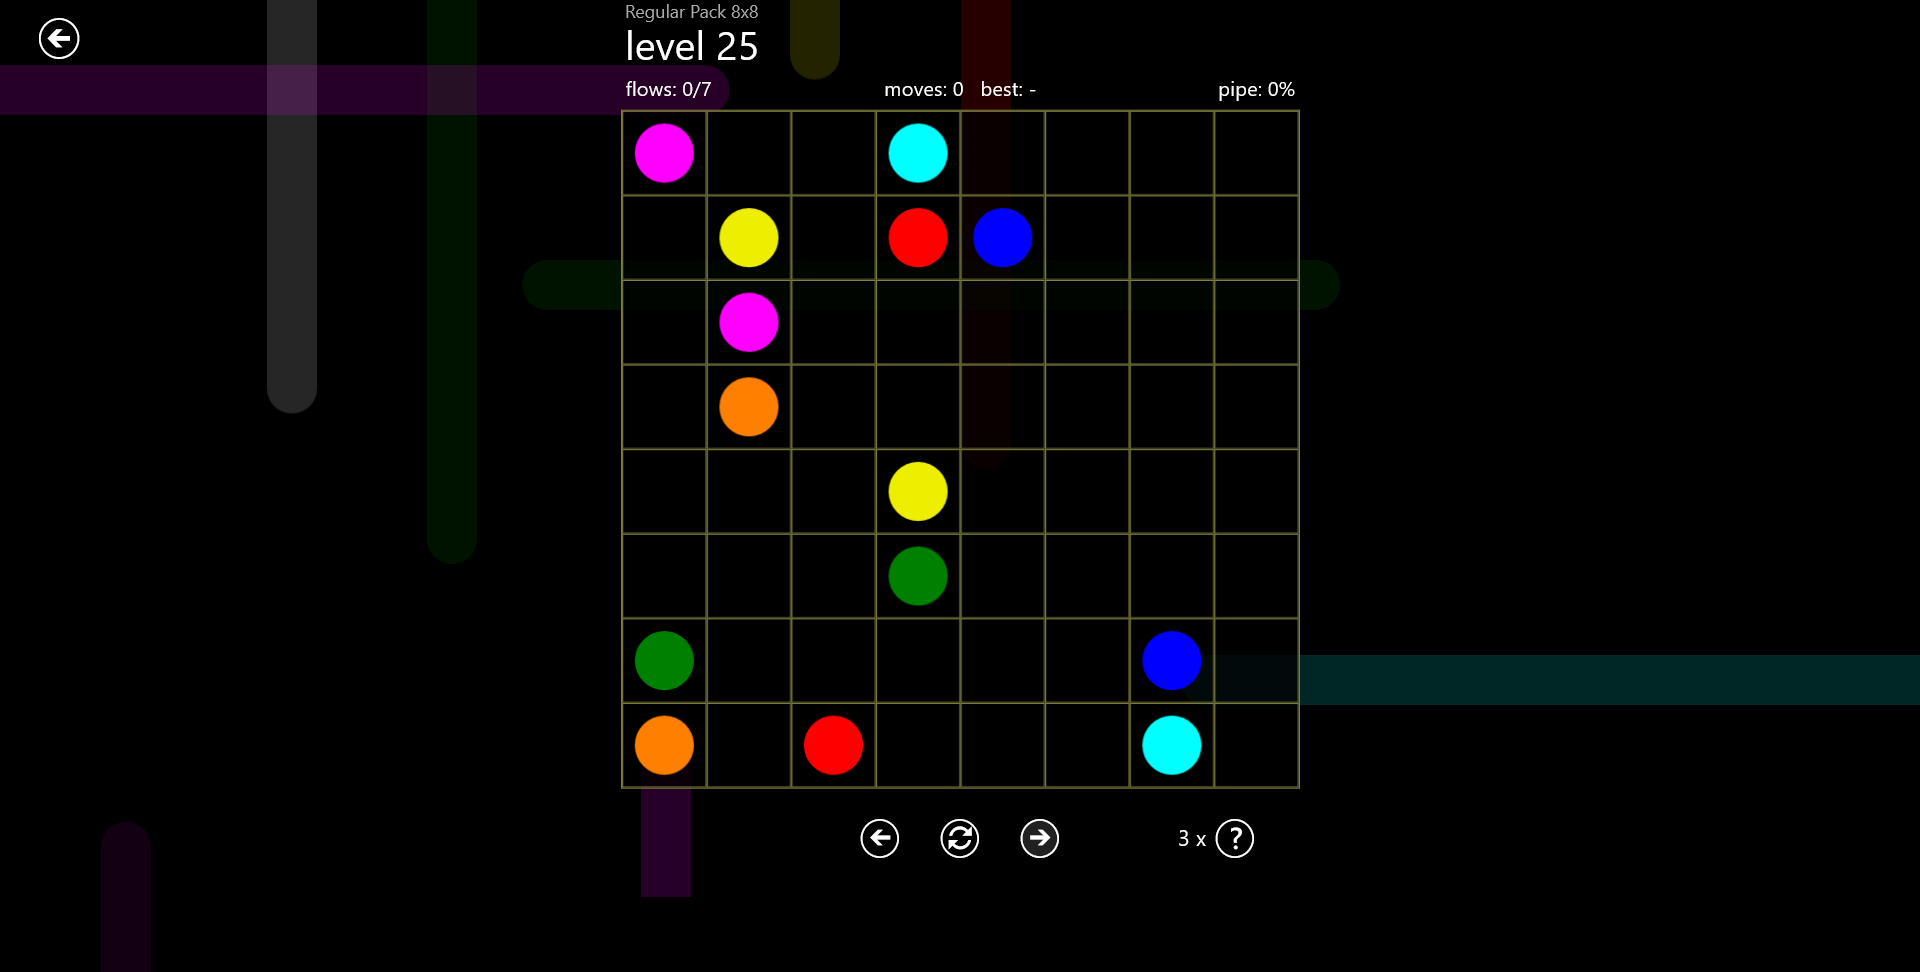 Regular Pack 8x8
level 25
flows: 0/7 moves: 0 best: - pipe: 0%
3 x ?